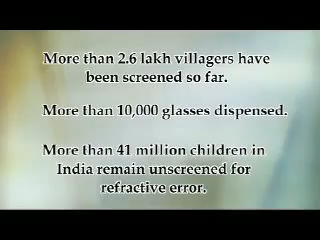 More than 2.6 lakh villagers have
been screened so far.
More than 10,000 glasses dispensed.
More than 41 million children in
India remain unscreened for
refractive error.